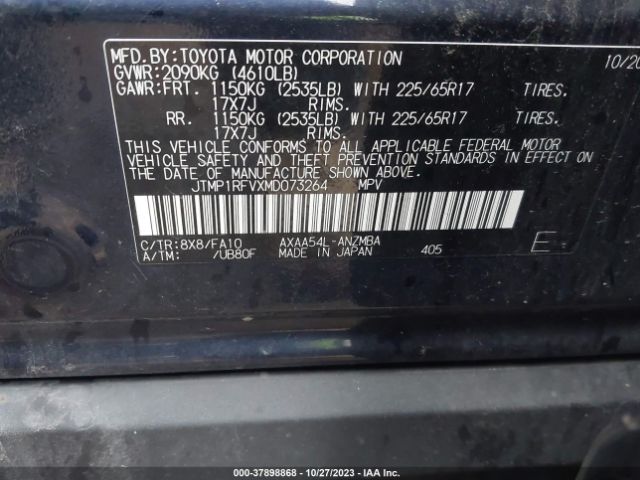 MFD.BY:TOYOTA MOTOR CORPORATION 10/20
GVWR:2090KG (4610LB)
GAWR:FRT. 1150KG (2535LB) WITH 225/65R17 TIRES.
17X7J RIMS.
RR. 1150KG (2535LB) WITH 225/65R17 TIRES.
17X7J RIMS.
THIS VEHICLE CONFORMS TO ALL APPLICABLE FEDERAL MOTOR
VEHICLE SAFETY AND THEFT PREVENTION STANDARDS IN EFFECT ON
THE DATE OF MANUFACTURE SHOWN ABOVE.
JTMP1RFVXMD073264 MPV
C/TR:8X8/FA10 AXAA54L-ANZMBA
A/TM: /UB80F MADE IN JAPAN 405 E
000-37898868 | 10/27/2023 | IAA Inc.